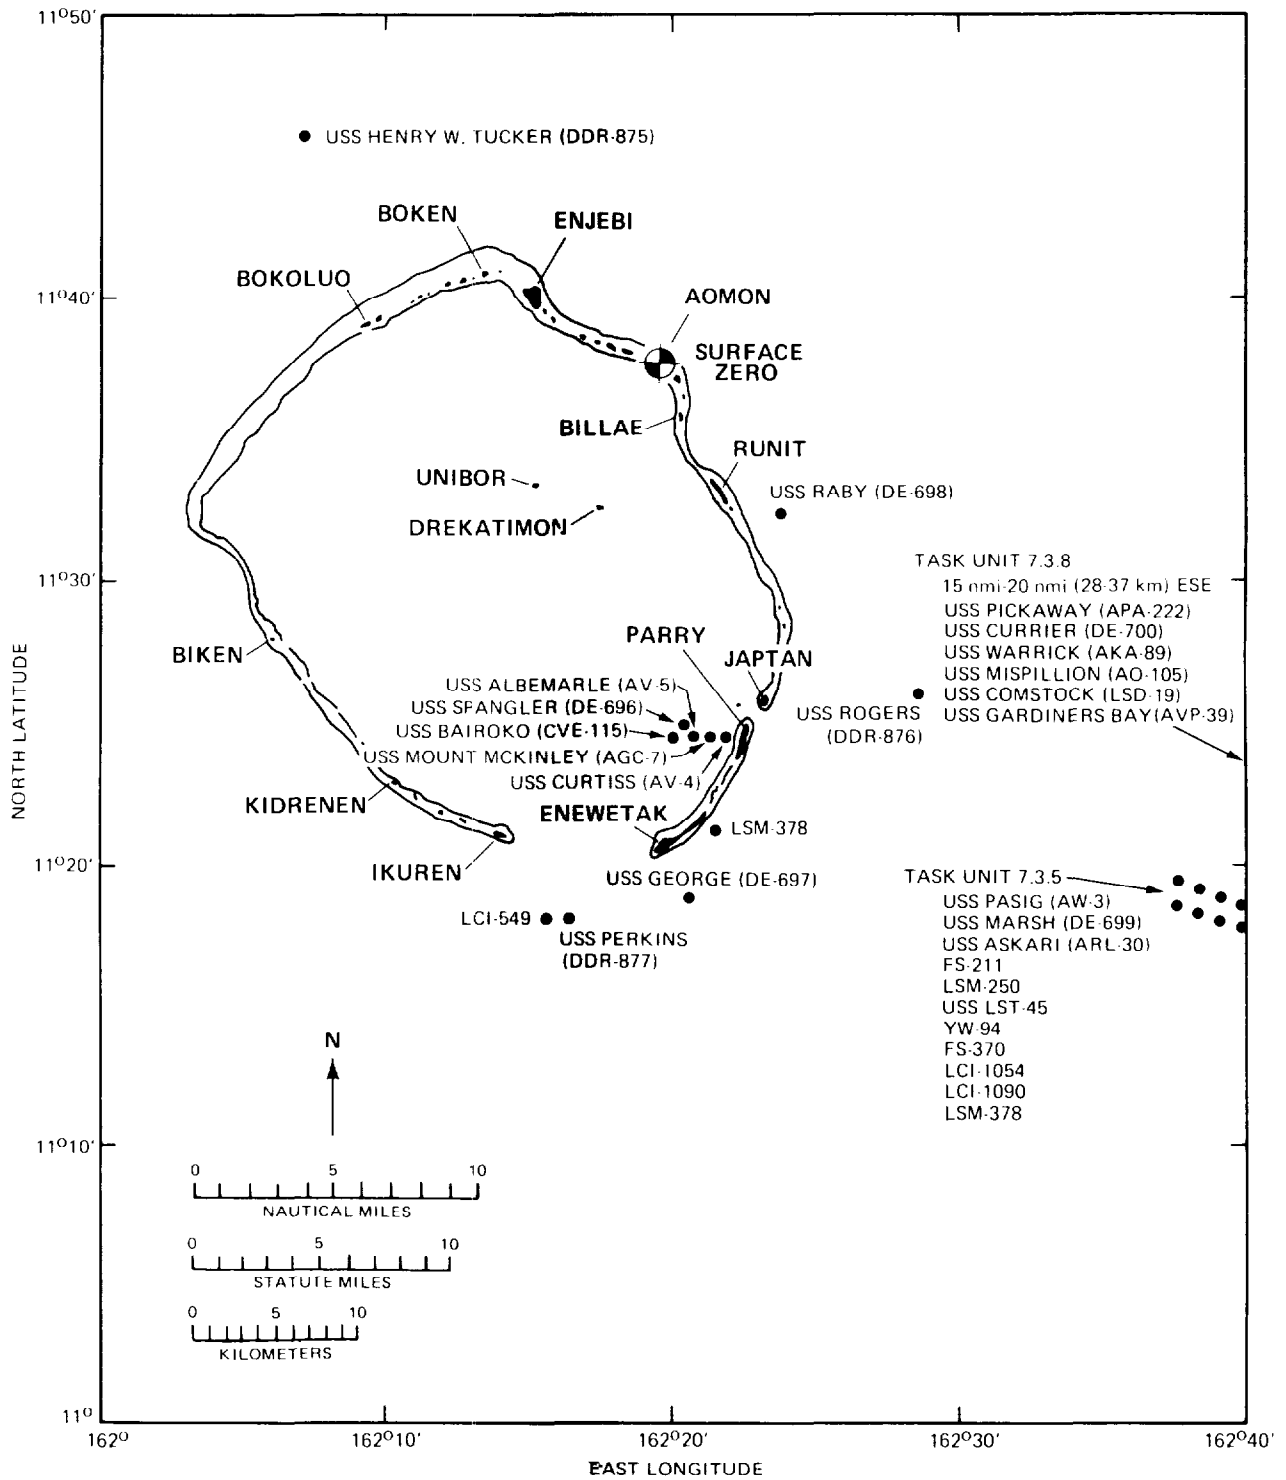 11°50'
USS HENRY W. TUCKER (DDR-875)
BOKEN
ENJEBI
BOKOLUO
11°40'
AOMON
SURFACE
ZERO
BILLAE
RUNIT
UNIBOR
USS RABY (DE-698)
DREKATIMON
TASK UNIT 7.3.8
11°30'
15 nmi-20 nmi (28-37 km) ESE
USS PICKAWAY (APA-222)
USS CURRIER (DE-700)
USS WARRICK (AKA-89)
USS MISPILLION (AO-105)
USS COMSTOCK (LSD-19)
USS GARDINERS BAY (AVP-39)
PARRY
BIKEN
JAPTAN
NORTH LATITUDE
USS ALBEMARLE (AV-5)
USS SPANGLER (DE-696)
USS BAIROKO (CVE-115)
USS MOUNT MCKINLEY (AGC-7)
USS CURTISS (AV-4)
USS ROGERS
(DDR-876)
KIDRENEN
ENEWETAK
LSM-378
11°20'
IKUREN
USS GEORGE (DE-697)
TASK UNIT 7.3.5
USS PASIG (AW-3)
USS MARSH (DE-699)
USS ASKARI (ARL-30)
FS-211
LSM-250
USS LST-45
YW-94
FS-370
LCI-1054
LCI-1090
LSM-378
LCI-549
USS PERKINS
(DDR-877)
N
11°10'
0 5 10
NAUTICAL MILES
0 5 10
STATUTE MILES
0 5 10
KILOMETERS
11°
162° 162°10' 162°20' 162°30' 162°40'
EAST LONGITUDE